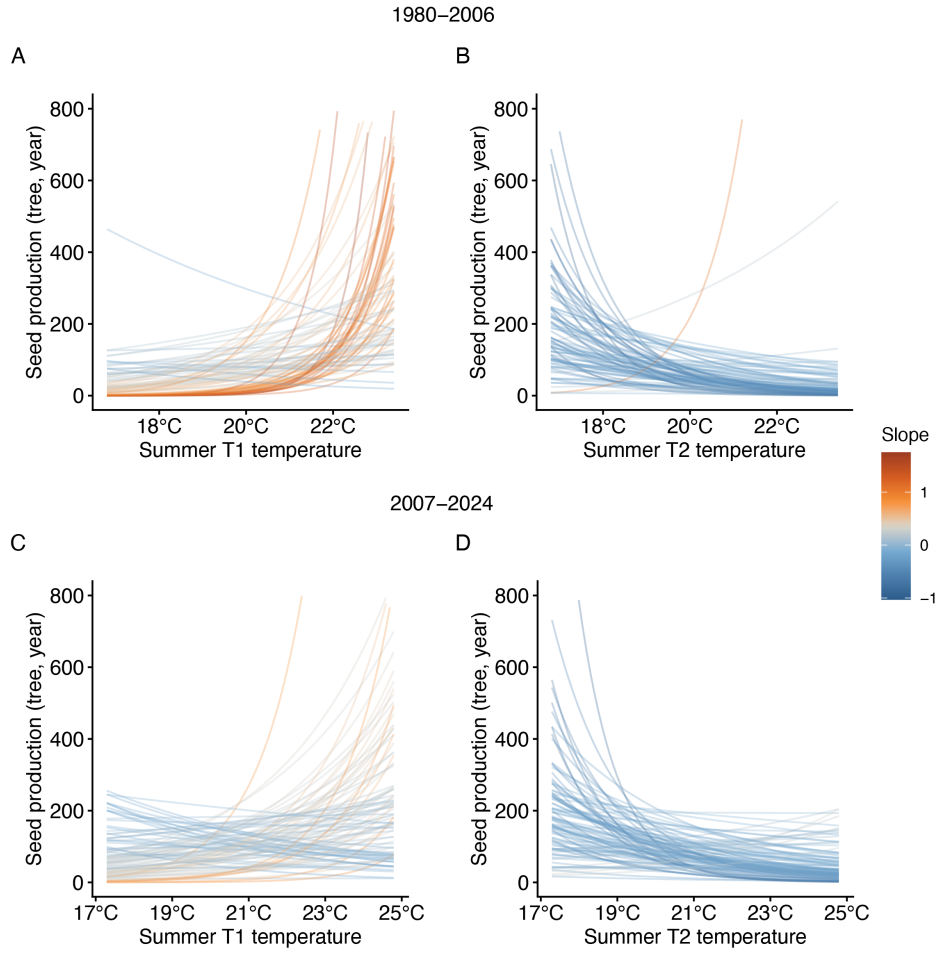 1980−2006
A
B
Seed production (tree, year)
800
600
400
200
0
18°C 20°C 22°C
Summer T1 temperature
Seed production (tree, year)
800
600
400
200
0
18°C 20°C 22°C
Summer T2 temperature
Slope
1
0
−1
2007−2024
C
D
Seed production (tree, year)
800
600
400
200
0
17°C 19°C 21°C 23°C 25°C
Summer T1 temperature
Seed production (tree, year)
800
600
400
200
0
17°C 19°C 21°C 23°C 25°C
Summer T2 temperature